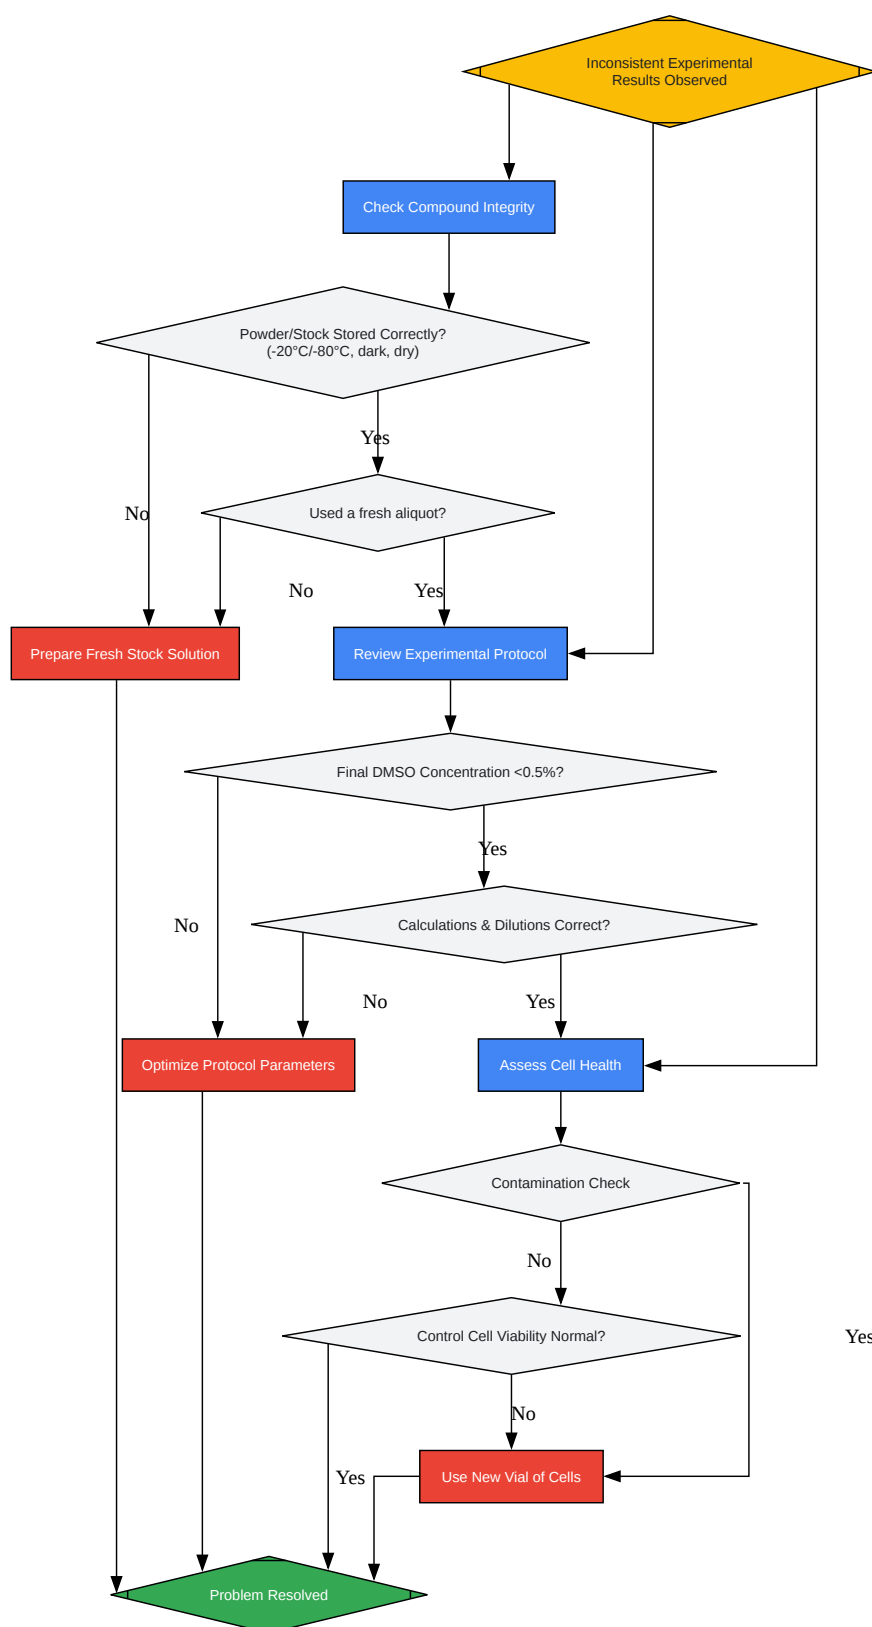 Inconsistent Experimental
Results Observed
Check Compound Integrity
Powder/Stock Stored Correctly?
(-20°C/-80°C, dark, dry)
Yes
No
Used a fresh aliquot?
No
Yes
Prepare Fresh Stock Solution
Review Experimental Protocol
Final DMSO Concentration <0.5%?
Yes
No
Calculations & Dilutions Correct?
No
Yes
Optimize Protocol Parameters
Assess Cell Health
Contamination Check
No
Control Cell Viability Normal?
Yes
No
Yes
Use New Vial of Cells
Problem Resolved